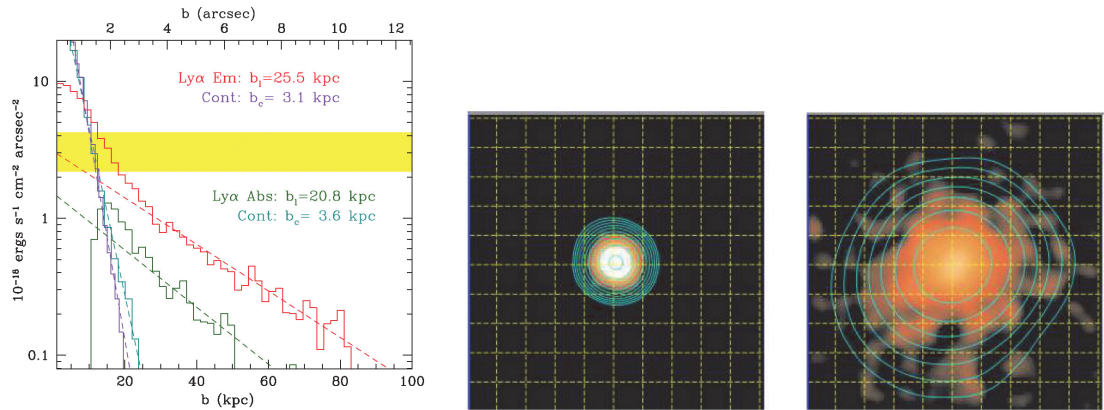 b (arcsec)
2 4 6 8 10 12
10
1
0.1
10⁻¹⁸ ergs s⁻¹ cm⁻² arcsec⁻²
Lyα Em: b_l=25.5 kpc
Cont: b_c= 3.1 kpc
Lyα Abs: b_l=20.8 kpc
Cont: b_c= 3.6 kpc
20 40 60 80 100
b (kpc)